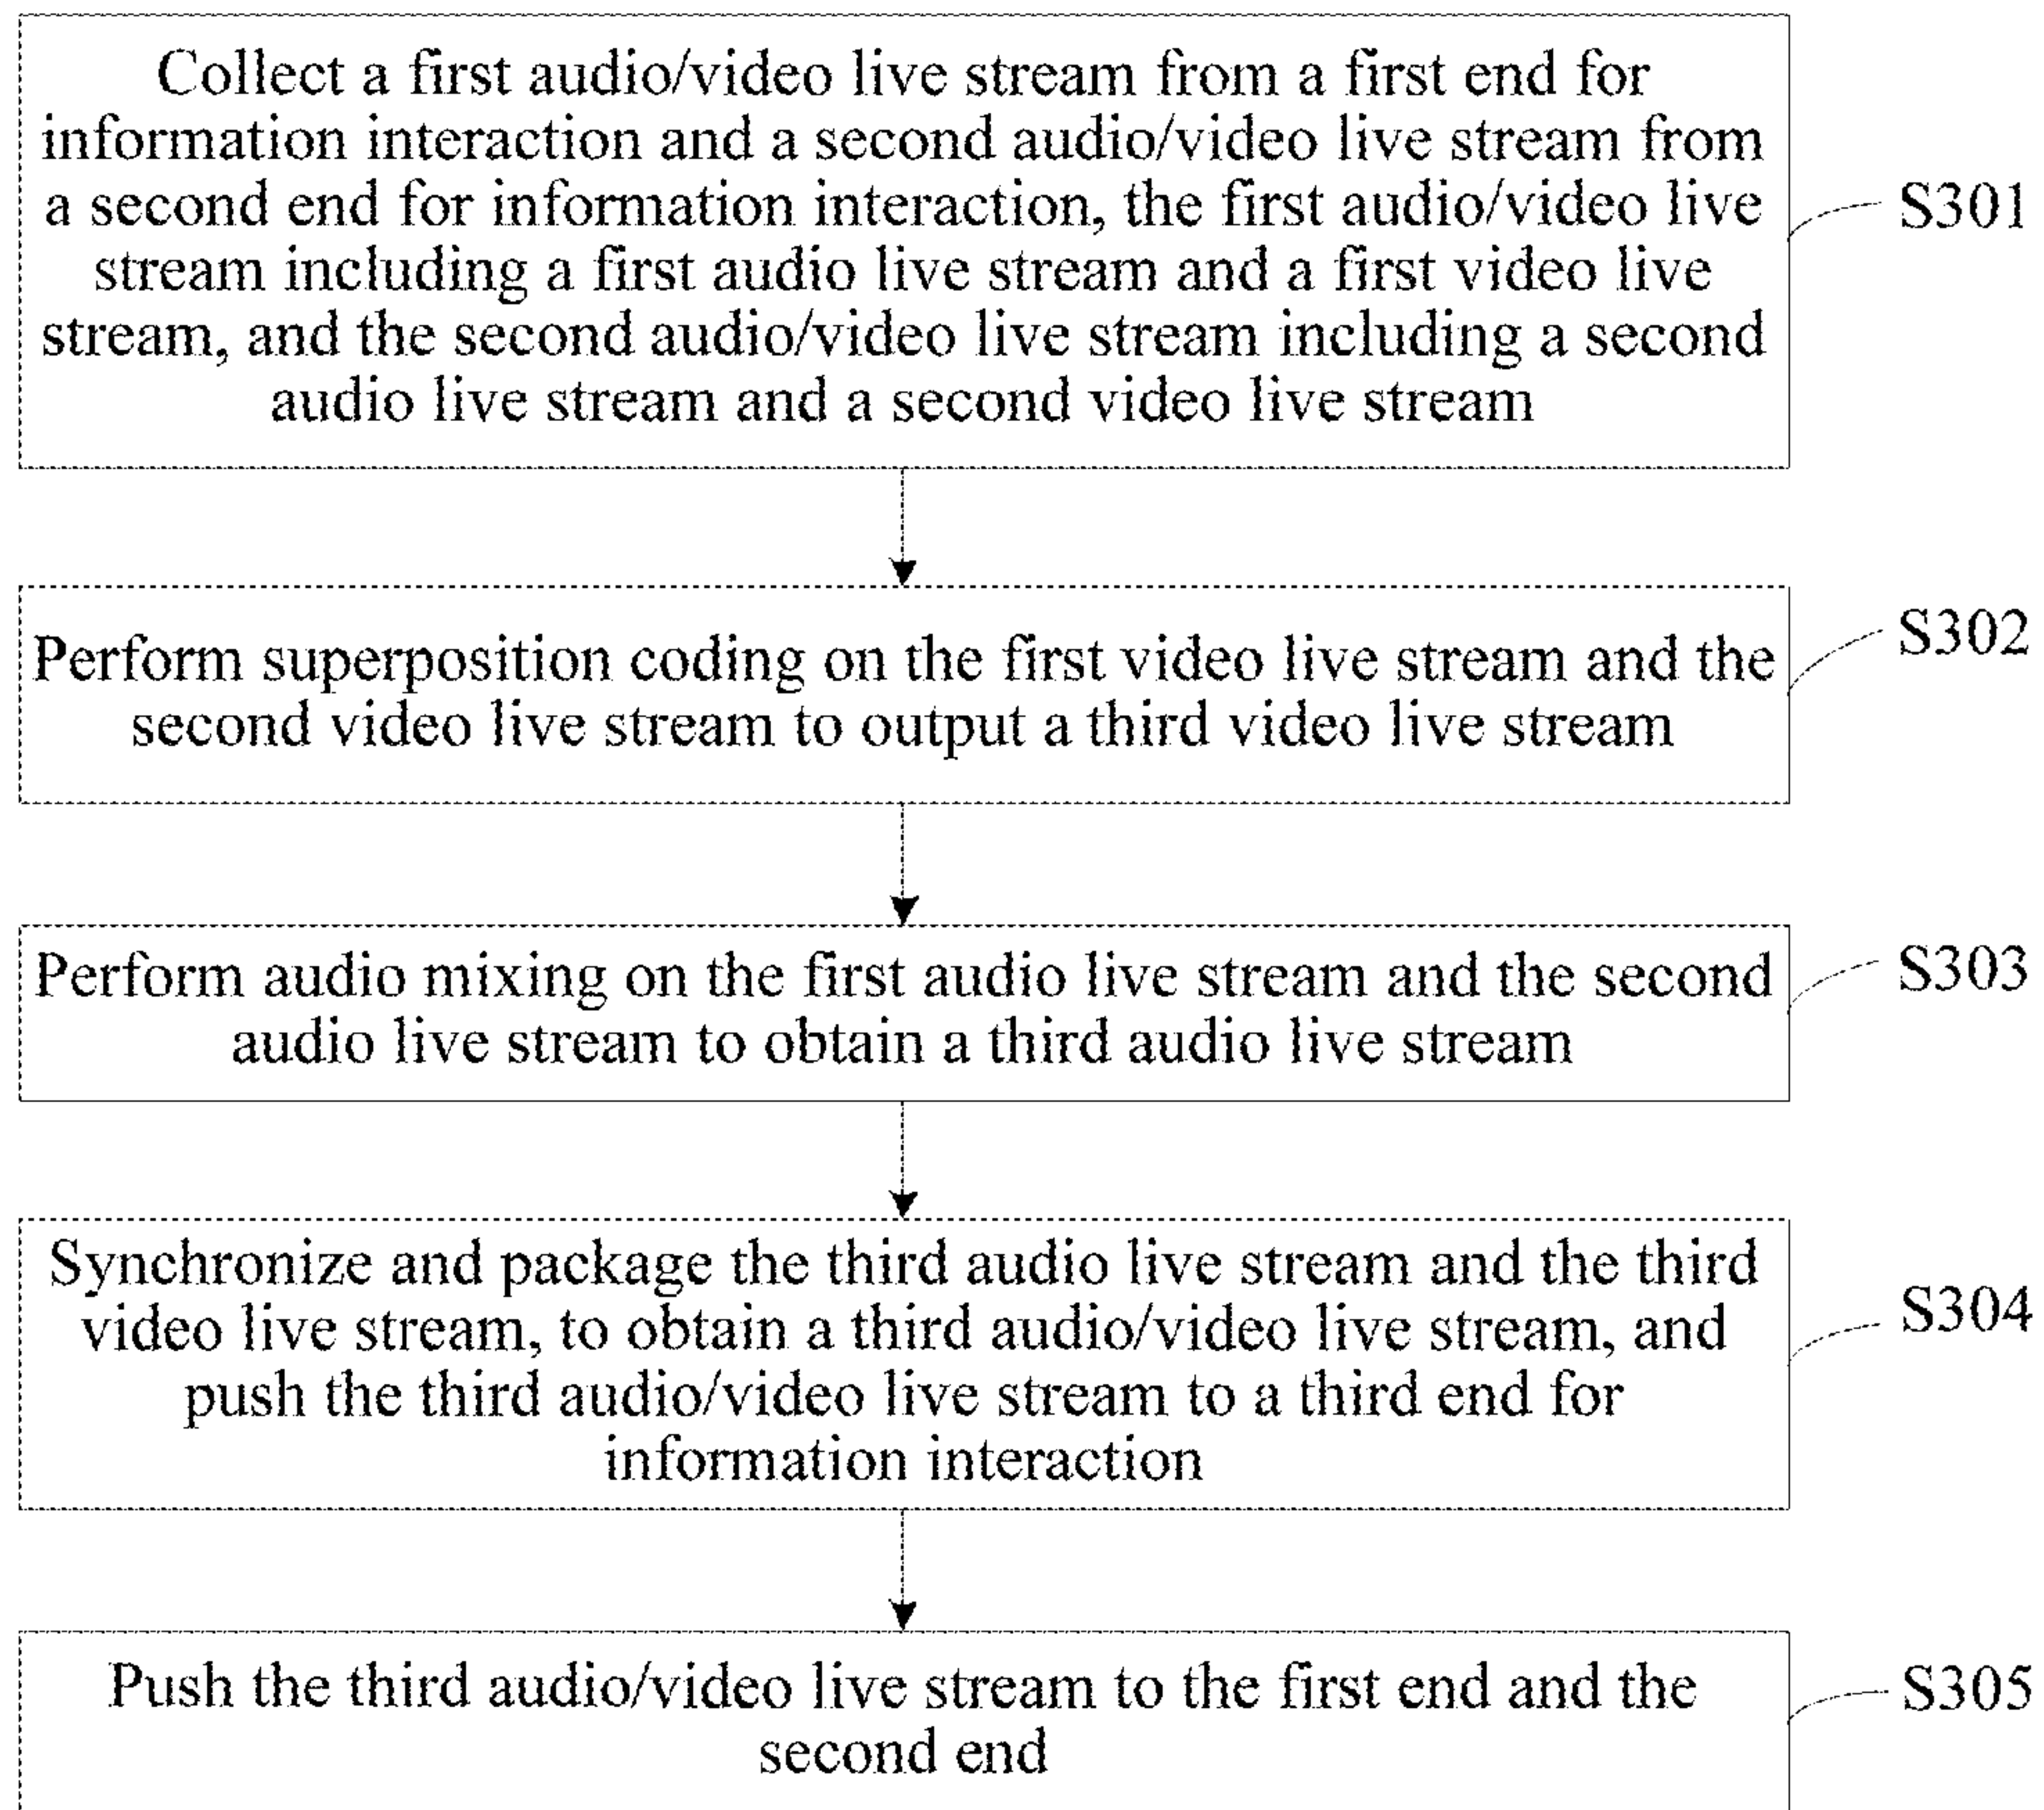 Collect a first audio/video live stream from a first end for
information interaction and a second audio/video live stream from
a second end for information interaction, the first audio/video live
stream including a first audio live stream and a first video live
stream, and the second audio/video live stream including a second
audio live stream and a second video live stream
S301
Perform superposition coding on the first video live stream and the
second video live stream to output a third video live stream
S302
Perform audio mixing on the first audio live stream and the second
audio live stream to obtain a third audio live stream
S303
Synchronize and package the third audio live stream and the third
video live stream, to obtain a third audio/video live stream, and
push the third audio/video live stream to a third end for
information interaction
S304
Push the third audio/video live stream to the first end and the
second end
S305